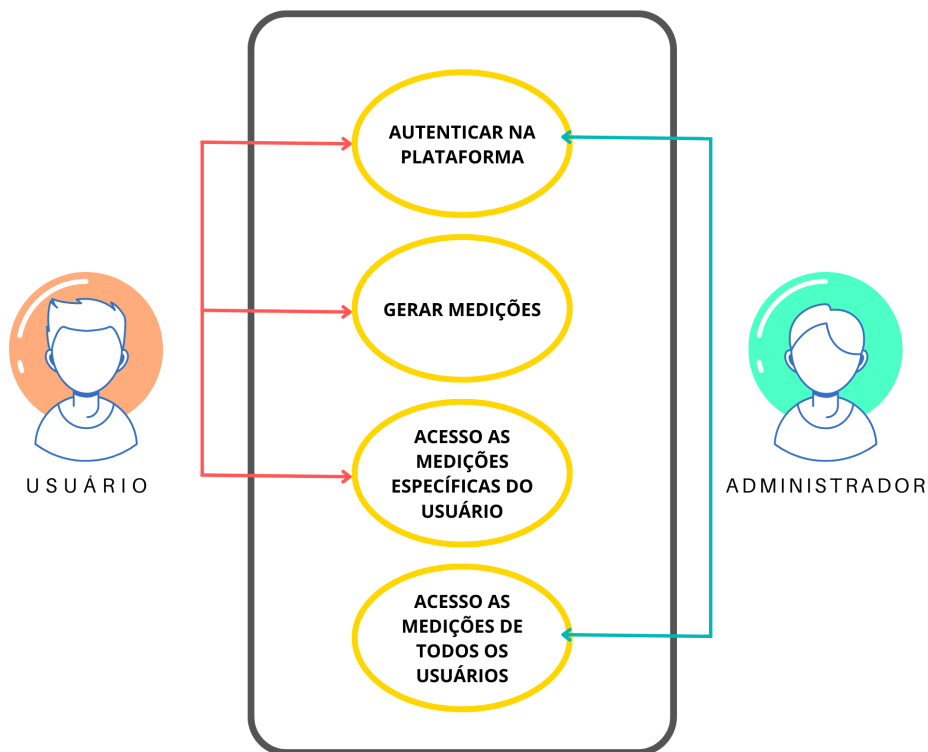 AUTENTICAR NA
PLATAFORMA
GERAR MEDIÇÕES
ACESSO AS
MEDIÇÕES
ESPECÍFICAS DO
USUÁRIO
USUÁRIO
ADMINISTRADOR
ACESSO AS
MEDIÇÕES DE
TODOS OS
USUÁRIOS